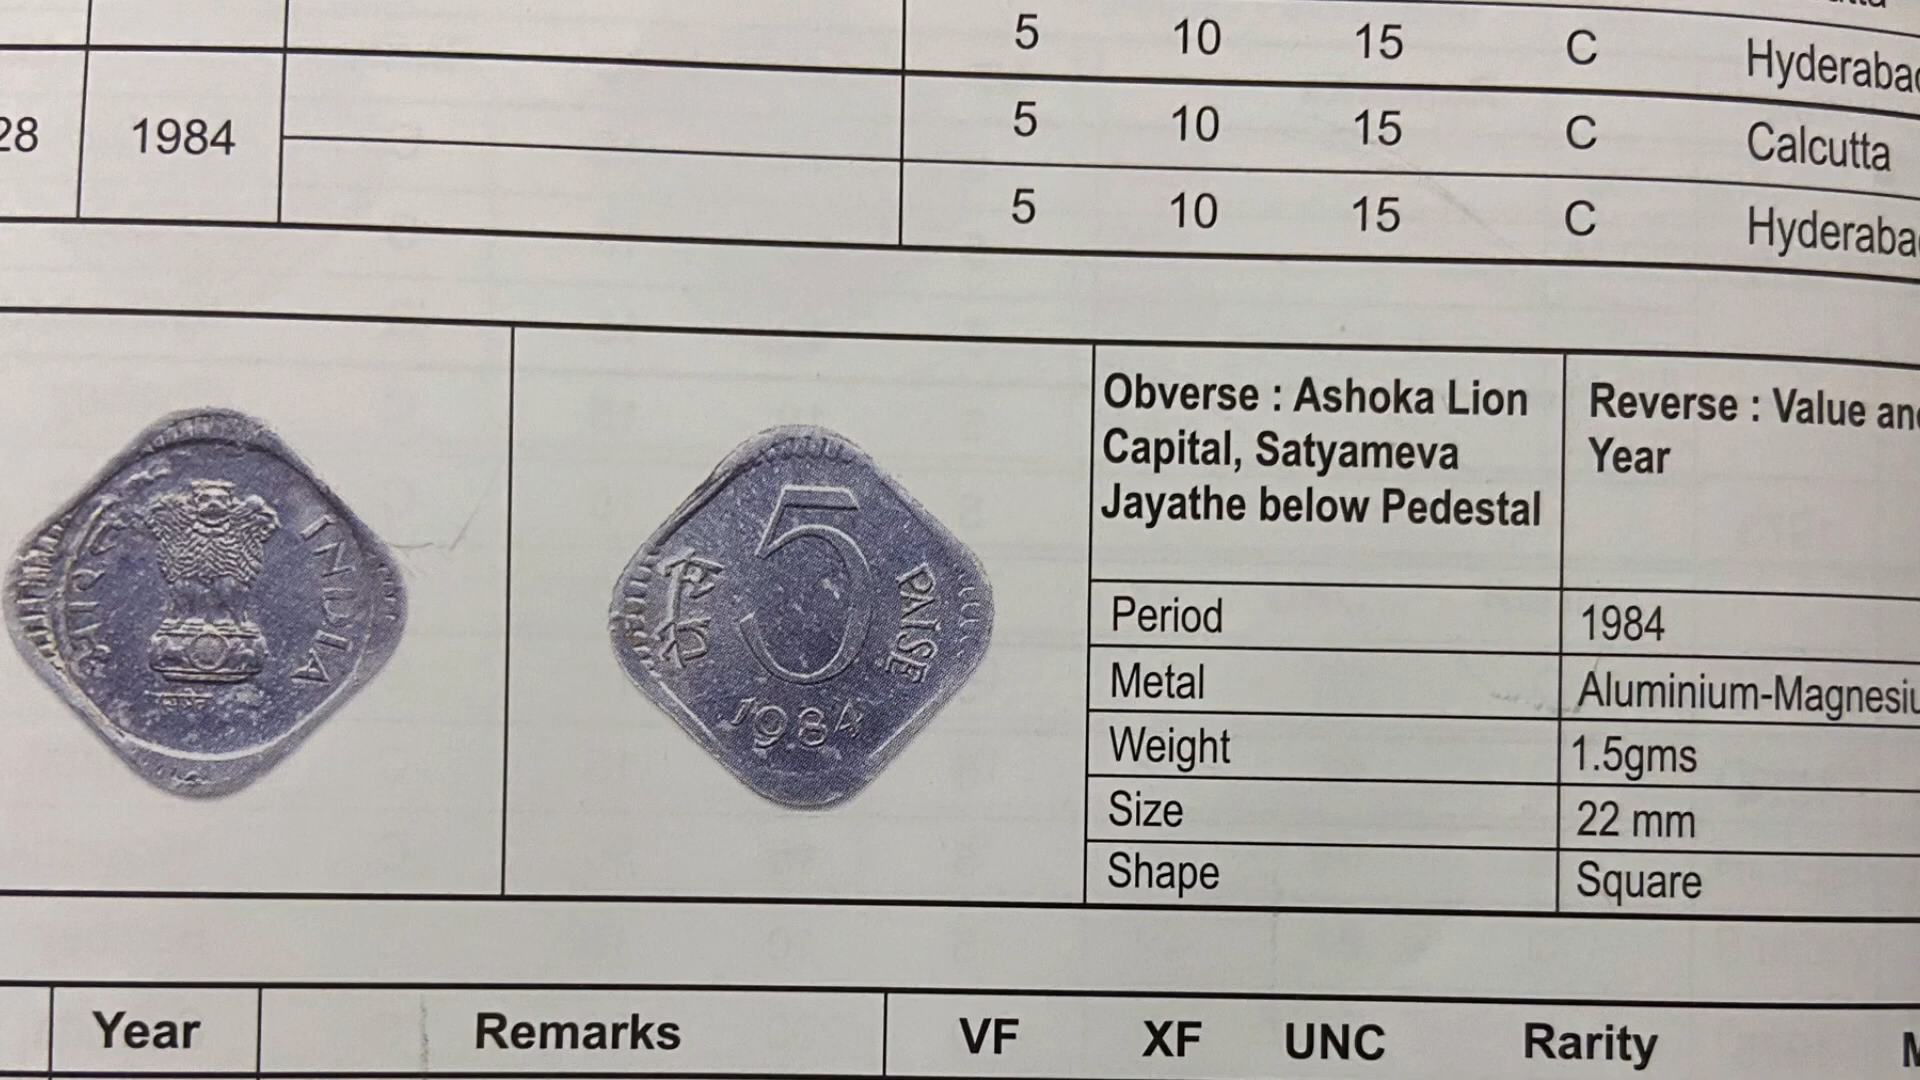 5 10 15 C Hyderabad
28 1984 5 10 15 C Calcutta
5 10 15 C Hyderaba
Obverse : Ashoka Lion
Capital, Satyameva
Jayathe below Pedestal
Reverse : Value and
Year
INDIA
5
पैसे
PAISE
1984
Period 1984
Metal Aluminium-Magnesiu
Weight 1.5gms
Size 22 mm
Shape Square
Year Remarks VF XF UNC Rarity M